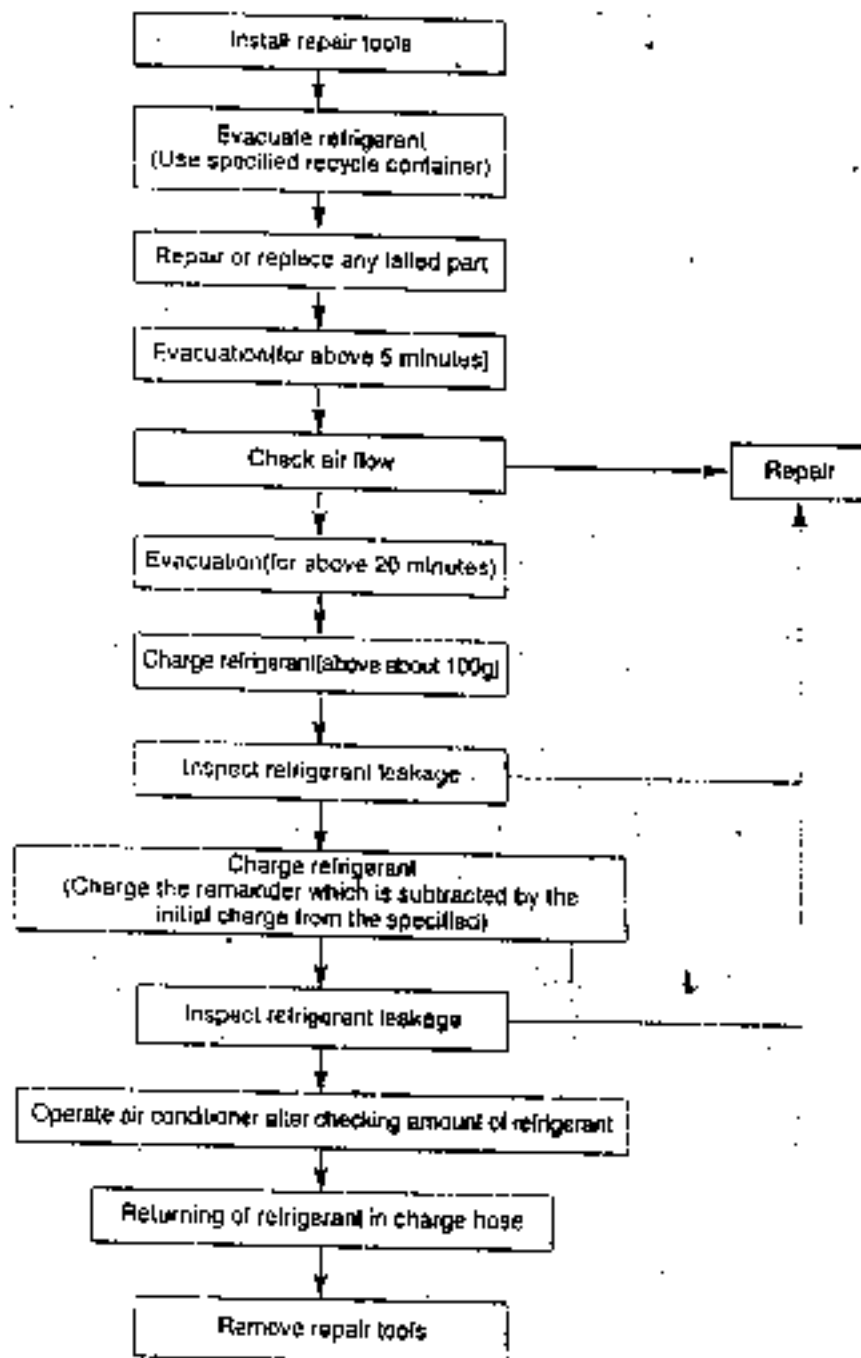 Install repair tools
Evacuate refrigerant
(Use specified recycle container)
Repair or replace any failed part
Evacuation[for above 5 minutes]
Check air flow
Repair
Evacuation(for above 20 minutes)
Charge refrigerant[above about 100g]
Inspect refrigerant leakage
Charge refrigerant
(Charge the remainder which is subtracted by the
initial charge from the specified)
Inspect refrigerant leakage
Operate air conditioner after checking amount of refrigerant
Returning of refrigerant in charge hose
Remove repair tools